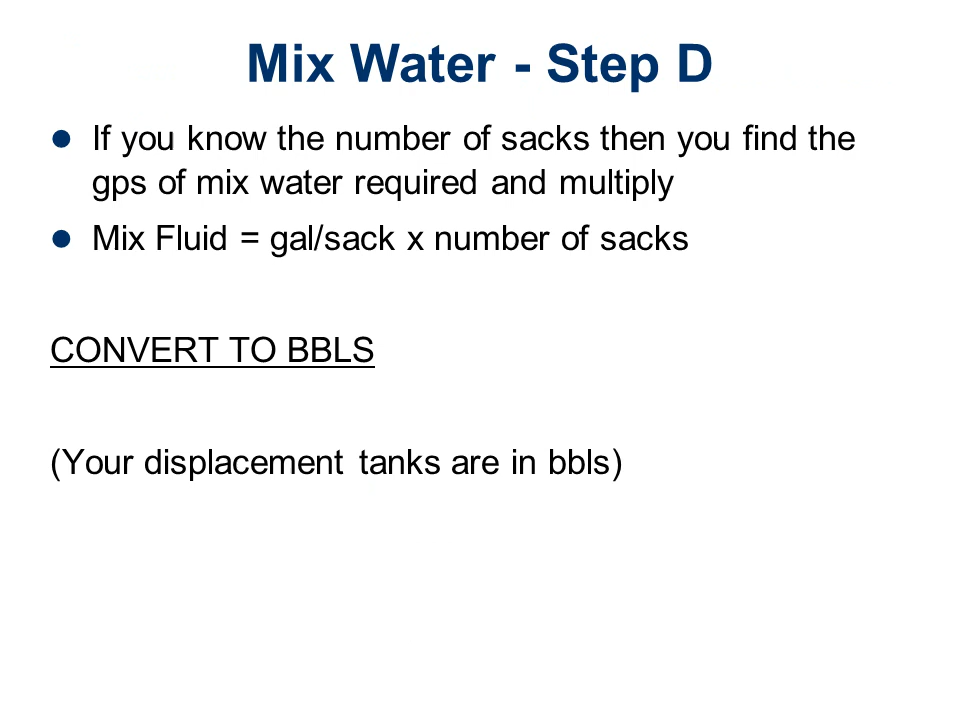 Mix Water - Step D
● If you know the number of sacks then you find the
gps of mix water required and multiply
● Mix Fluid = gal/sack x number of sacks
CONVERT TO BBLS
(Your displacement tanks are in bbls)